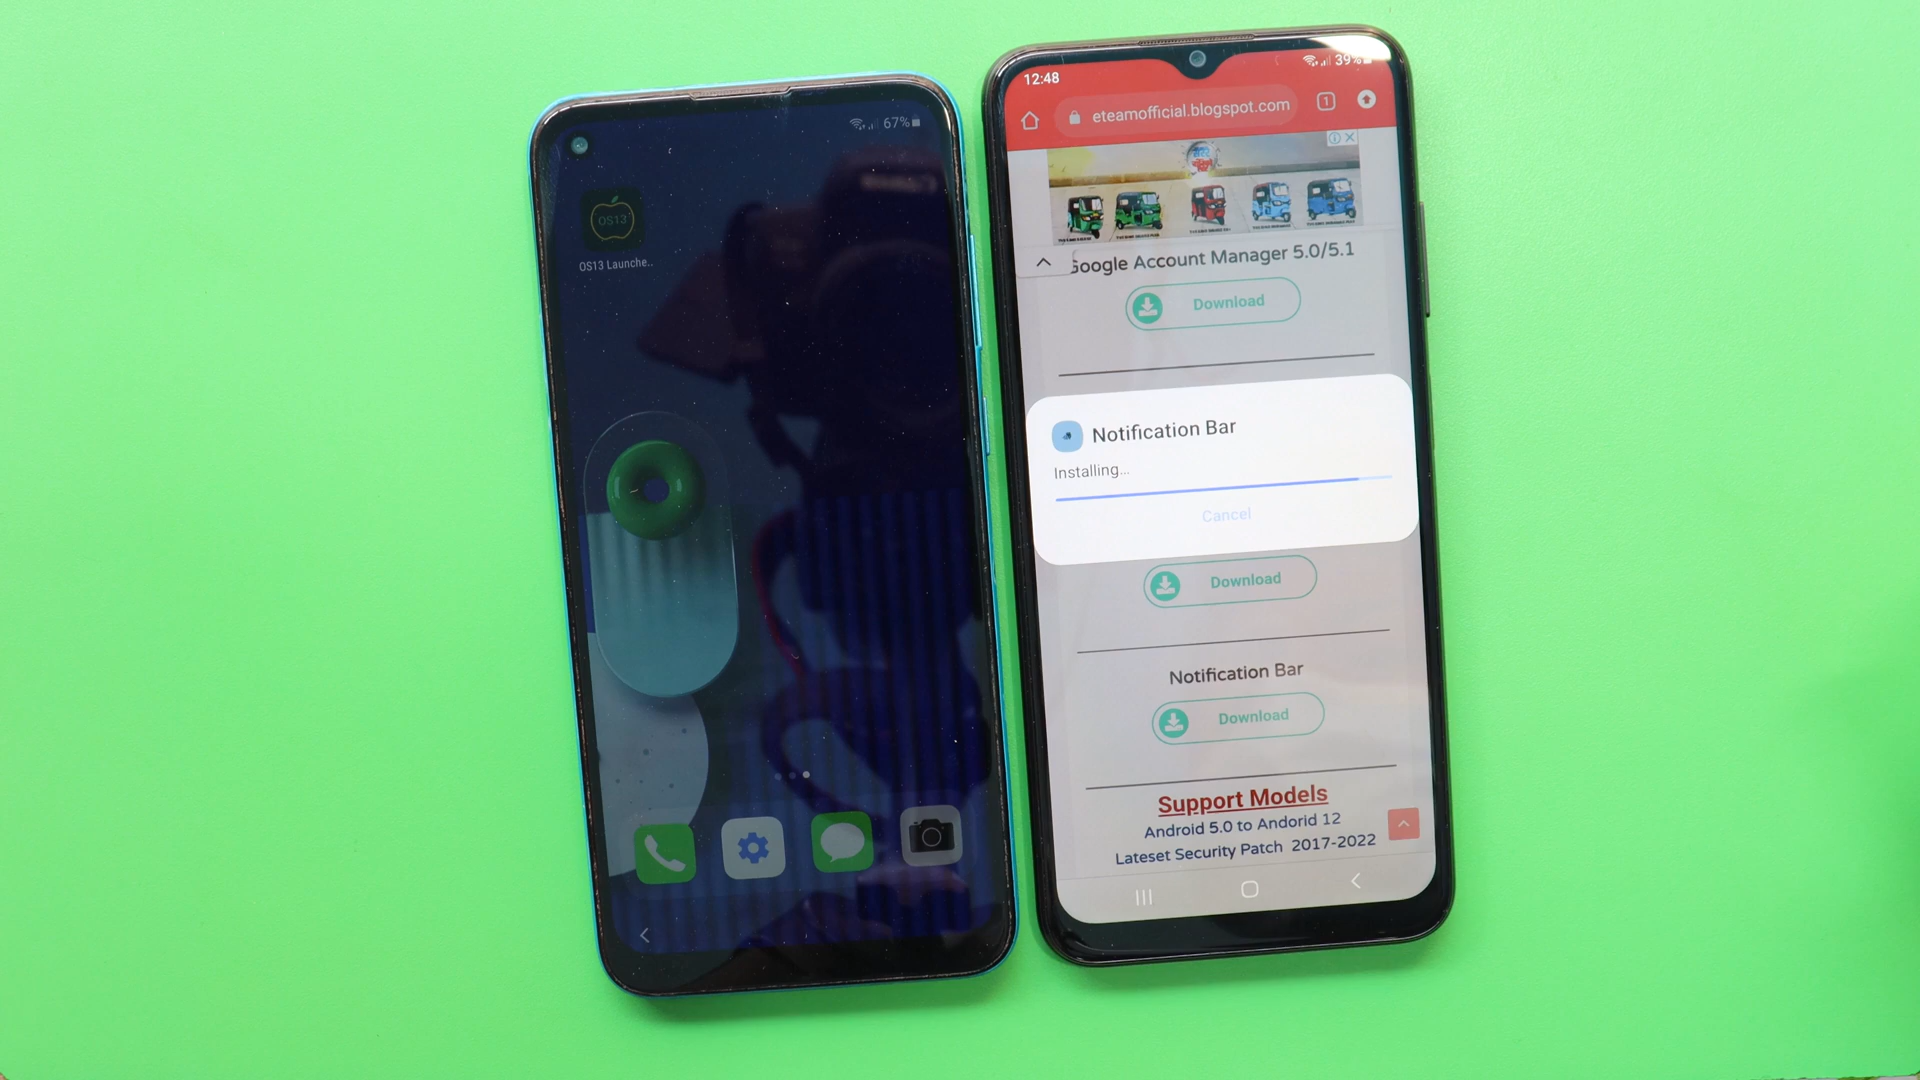 67%
OS13
OS13 Launche..
12:48
39%
eteamofficial.blogspot.com
1
Google Account Manager 5.0/5.1
Download
Notification Bar
Installing...
Cancel
Download
Notification Bar
Download
Support Models
Android 5.0 to Andorid 12
Lateset Security Patch 2017-2022